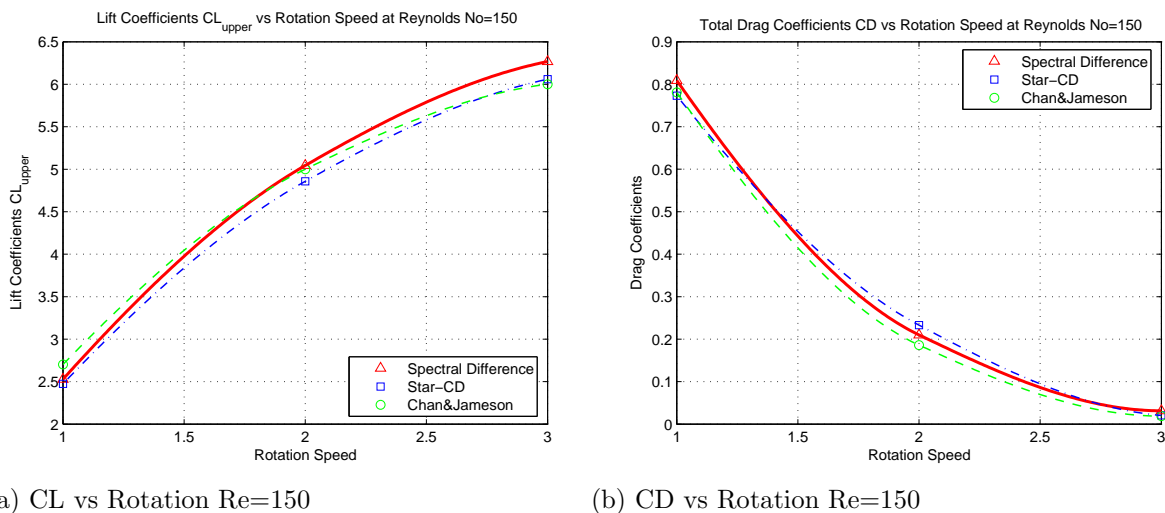 Lift Coefficients CL_upper vs Rotation Speed at Reynolds No=150
6.5
6
5.5
5
4.5
4
3.5
3
2.5
2
Lift Coefficients CL_upper
Spectral Difference
Star-CD
Chan&Jameson
1 1.5 2 2.5 3
Rotation Speed
a) CL vs Rotation Re=150
Total Drag Coefficients CD vs Rotation Speed at Reynolds No=150
0.9
0.8
0.7
0.6
0.5
0.4
0.3
0.2
0.1
0
Drag Coefficients
Spectral Difference
Star-CD
Chan&Jameson
1 1.5 2 2.5 3
Rotation Speed
(b) CD vs Rotation Re=150